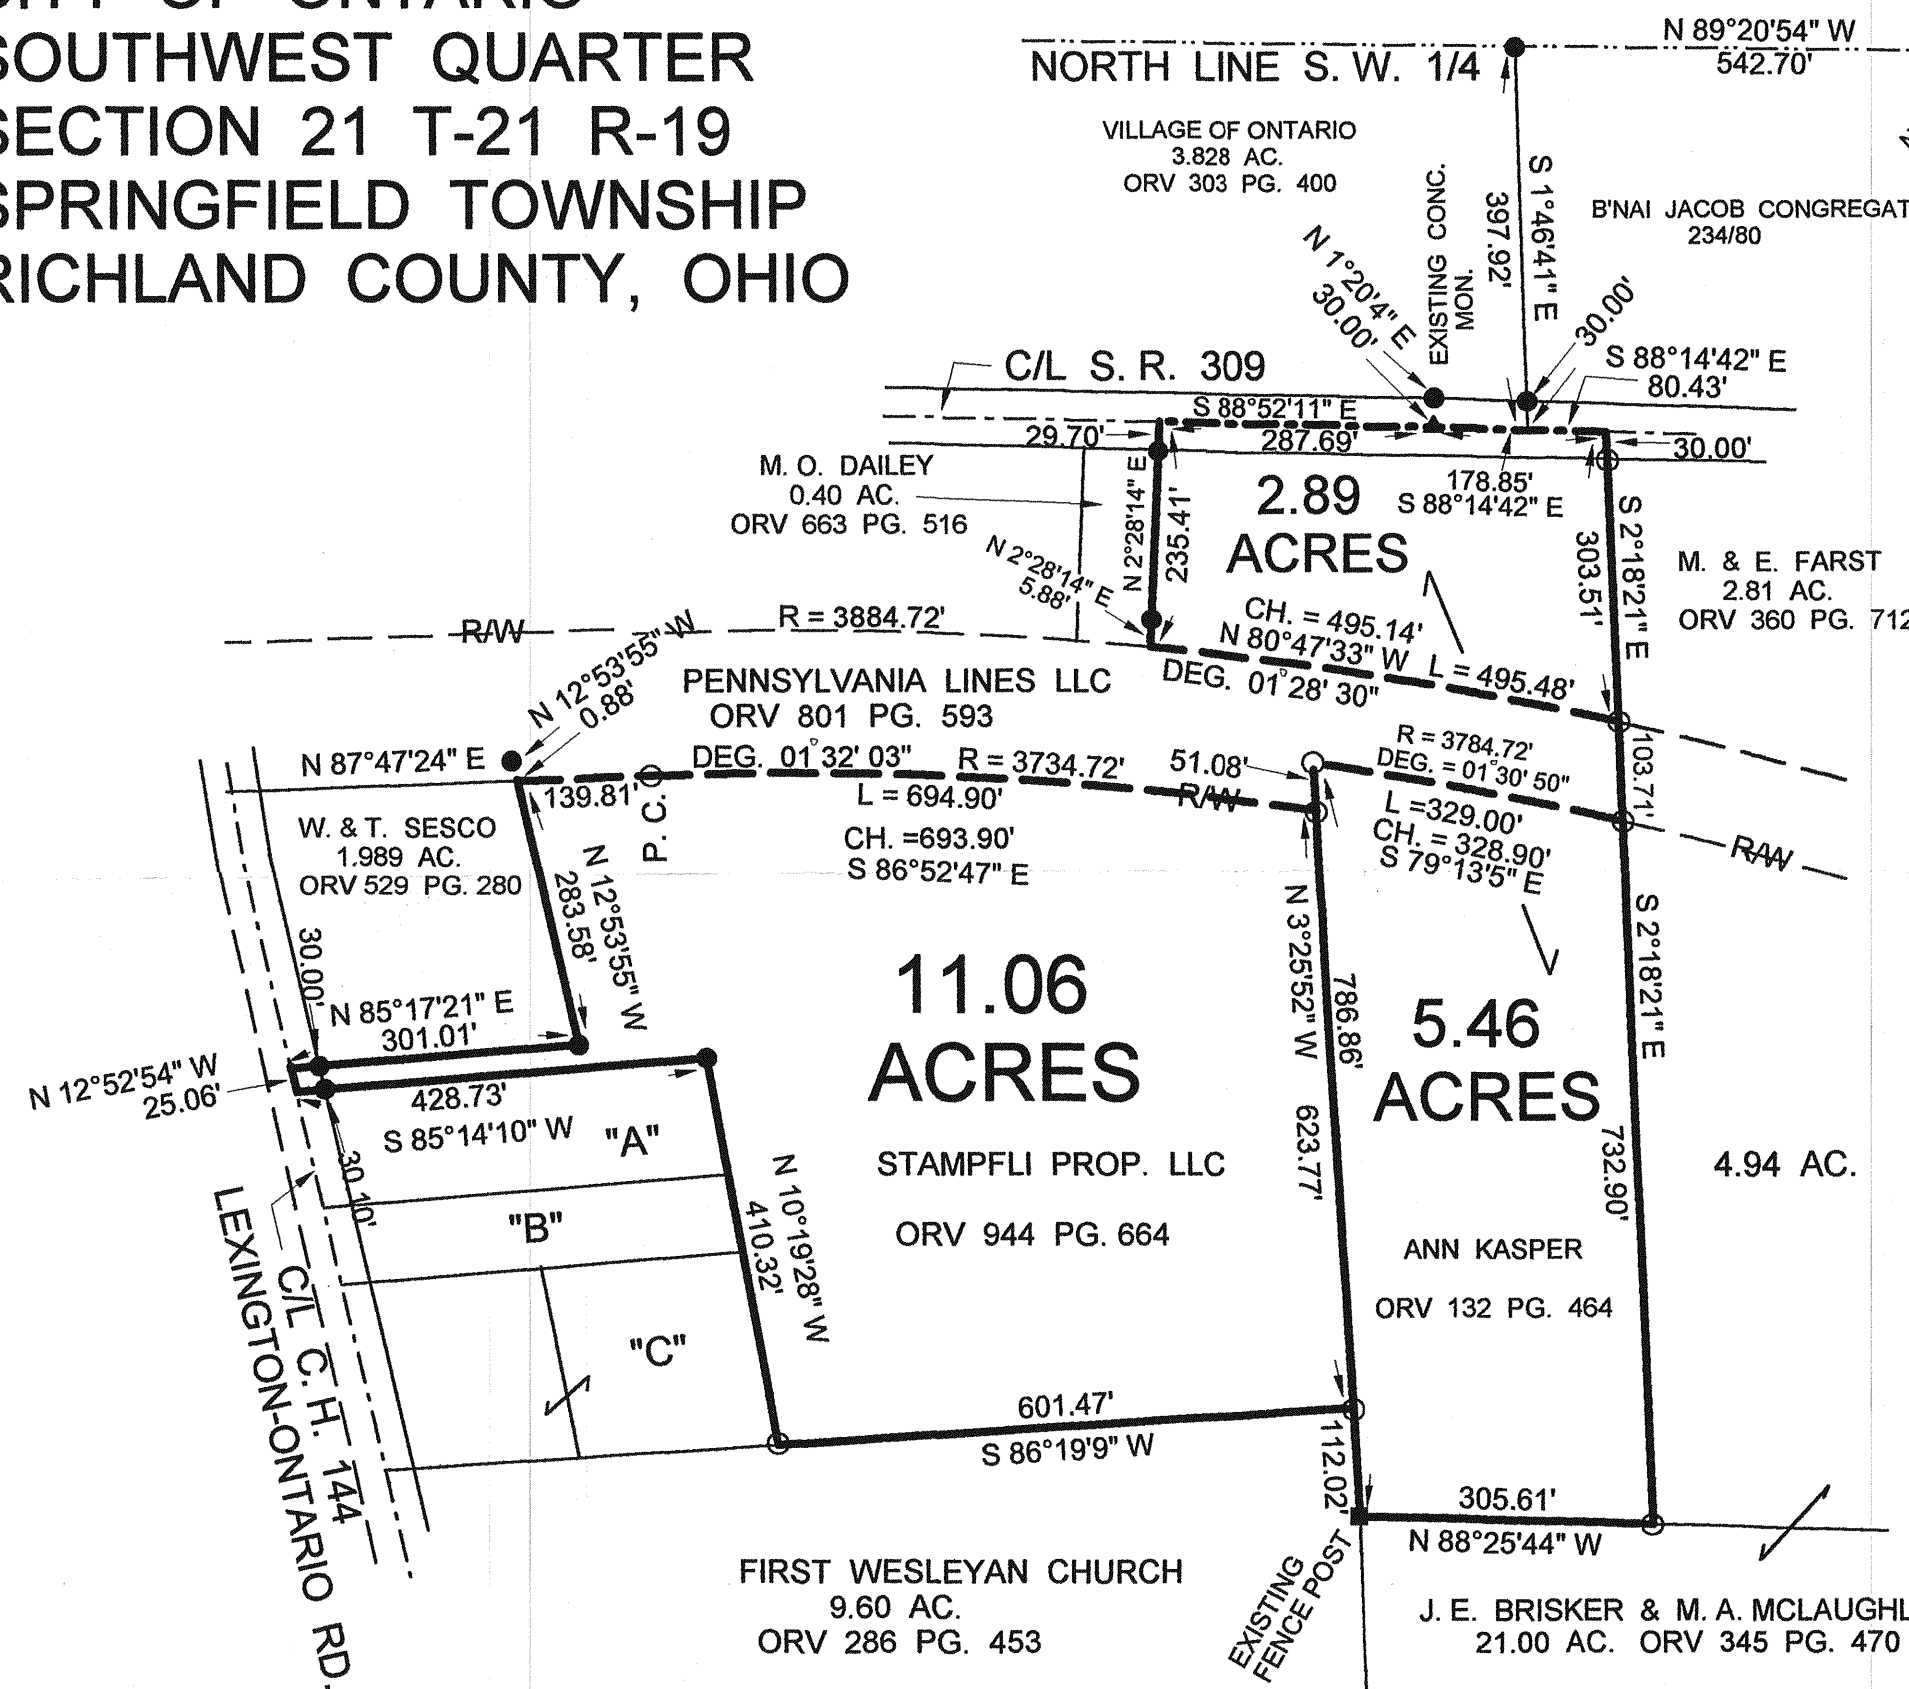 CITY OF ONTARIO
SOUTHWEST QUARTER
SECTION 21 T-21 R-19
SPRINGFIELD TOWNSHIP
RICHLAND COUNTY, OHIO
N 89°20'54" W
542.70'
NORTH LINE S. W. 1/4
VILLAGE OF ONTARIO
3.828 AC.
ORV 303 PG. 400
S 1°46'41" E
397.92'
B'NAI JACOB CONGREGAT
234/80
EXISTING CONC.
MON.
N 1°20'4" E
30.00'
30.00'
S 88°14'42" E
80.43'
C/L S. R. 309
S 88°52'11" E
287.69'
29.70'
30.00'
178.85'
S 88°14'42" E
M. O. DAILEY
0.40 AC.
ORV 663 PG. 516
N 2°28'14" E
235.41'
2.89
ACRES
N 2°28'14" E
5.88'
S 2°18'21" E
303.51'
M. & E. FARST
2.81 AC.
ORV 360 PG. 712
R/W
R = 3884.72'
CH. = 495.14'
N 80°47'33" W
L = 495.48'
DEG. 01°28' 30"
N 12°53'55" W
0.88'
PENNSYLVANIA LINES LLC
ORV 801 PG. 593
N 87°47'24" E
139.81'
P. C.
DEG. 01°32' 03"
R = 3734.72'
L = 694.90'
CH. =693.90'
S 86°52'47" E
R/W
51.08'
R = 3784.72'
DEG. = 01°30' 50"
L =329.00'
CH. = 328.90'
S 79°13'5" E
103.71'
R/W
W. & T. SESCO
1.989 AC.
ORV 529 PG. 280
N 12°53'55" W
283.58'
30.00'
N 85°17'21" E
301.01'
N 12°52'54" W
25.06'
428.73'
S 85°14'10" W
30.10'
"A"
"B"
"C"
N 10°19'28" W
410.32'
11.06
ACRES
STAMPFLI PROP. LLC
ORV 944 PG. 664
N 3°25'52" W
786.86'
623.77'
5.46
ACRES
ANN KASPER
ORV 132 PG. 464
S 2°18'21" E
732.90'
4.94 AC.
C/L C. H. 144
LEXINGTON-ONTARIO RD.
601.47'
S 86°19'9" W
112.02'
305.61'
N 88°25'44" W
EXISTING
FENCE POST
FIRST WESLEYAN CHURCH
9.60 AC.
ORV 286 PG. 453
J. E. BRISKER & M. A. MCLAUGHL
21.00 AC. ORV 345 PG. 470